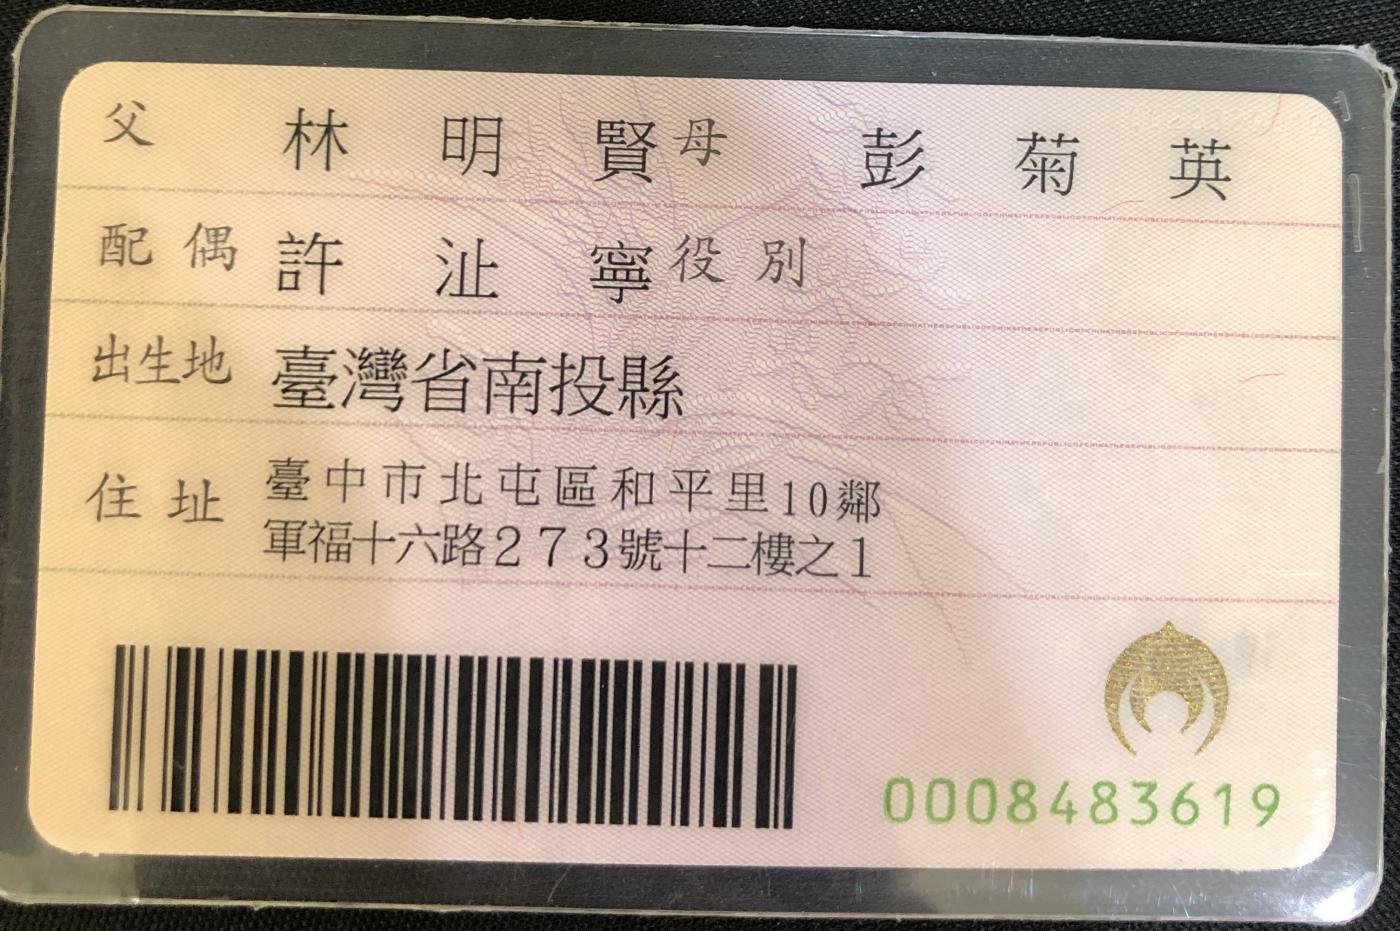 父 林明賢 母 彭菊英
配偶 許沚寧 役別
出生地 臺灣省南投縣
住址 臺中市北屯區和平里10鄰
軍福十六路273號十二樓之1
0008483619